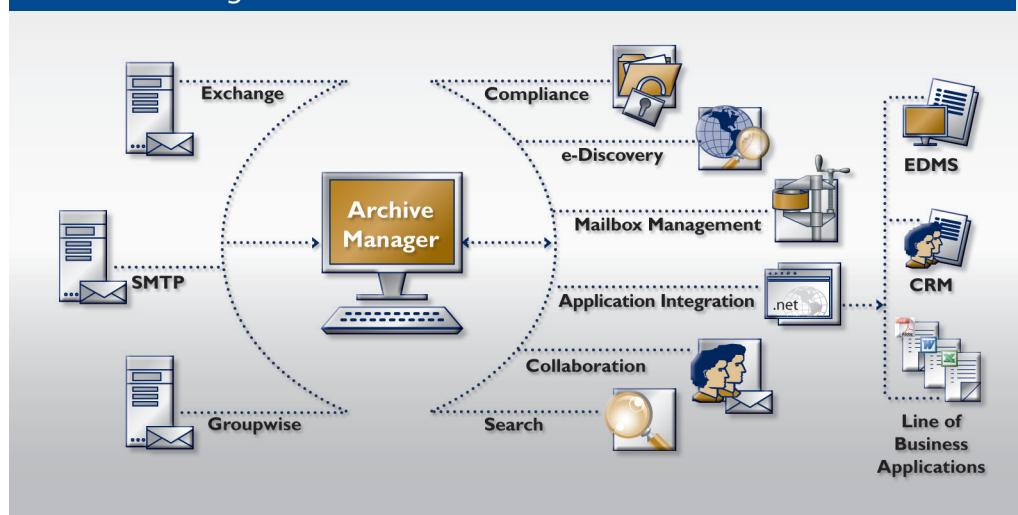 Exchange
SMTP
Groupwise
Archive
Manager
Compliance
e-Discovery
Mailbox Management
Application Integration
.net
Collaboration
Search
EDMS
CRM
W
X
Line of
Business
Applications